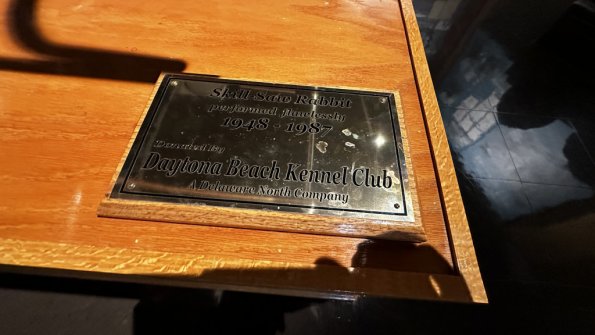 Skill Saw Rabbit
performed flawlessly
1948 - 1987
Donated By
Daytona Beach Kennel Club
A Delaware North Company